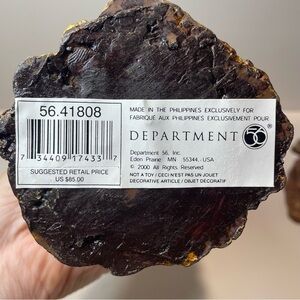 56.41808
7 34409 17433 7
SUGGESTED RETAIL PRICE
US $85.00
MADE IN THE PHILIPPINES EXCLUSIVELY FOR
FABRIQUÉ AUX PHILIPPINES EXCLUSIVEMENT POUR
DEPARTMENT 56
Department 56, Inc.
Eden Prairie MN 55344 USA
© 2000 All Rights Reserved
NOT A TOY / CECI N'EST PAS UN JOUET
DECORATIVE ARTICLE / OBJET DÉCORATIF